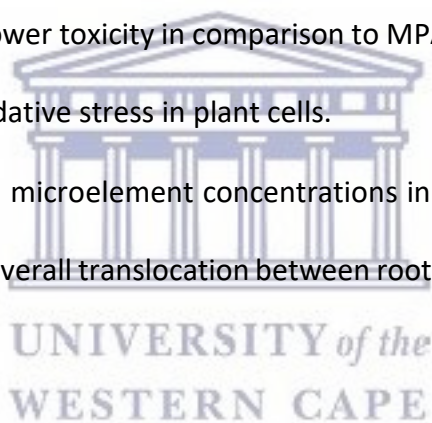 ower toxicity in comparison to MPA
dative stress in plant cells.
microelement concentrations in
verall translocation between root
UNIVERSITY of the
WESTERN CAPE